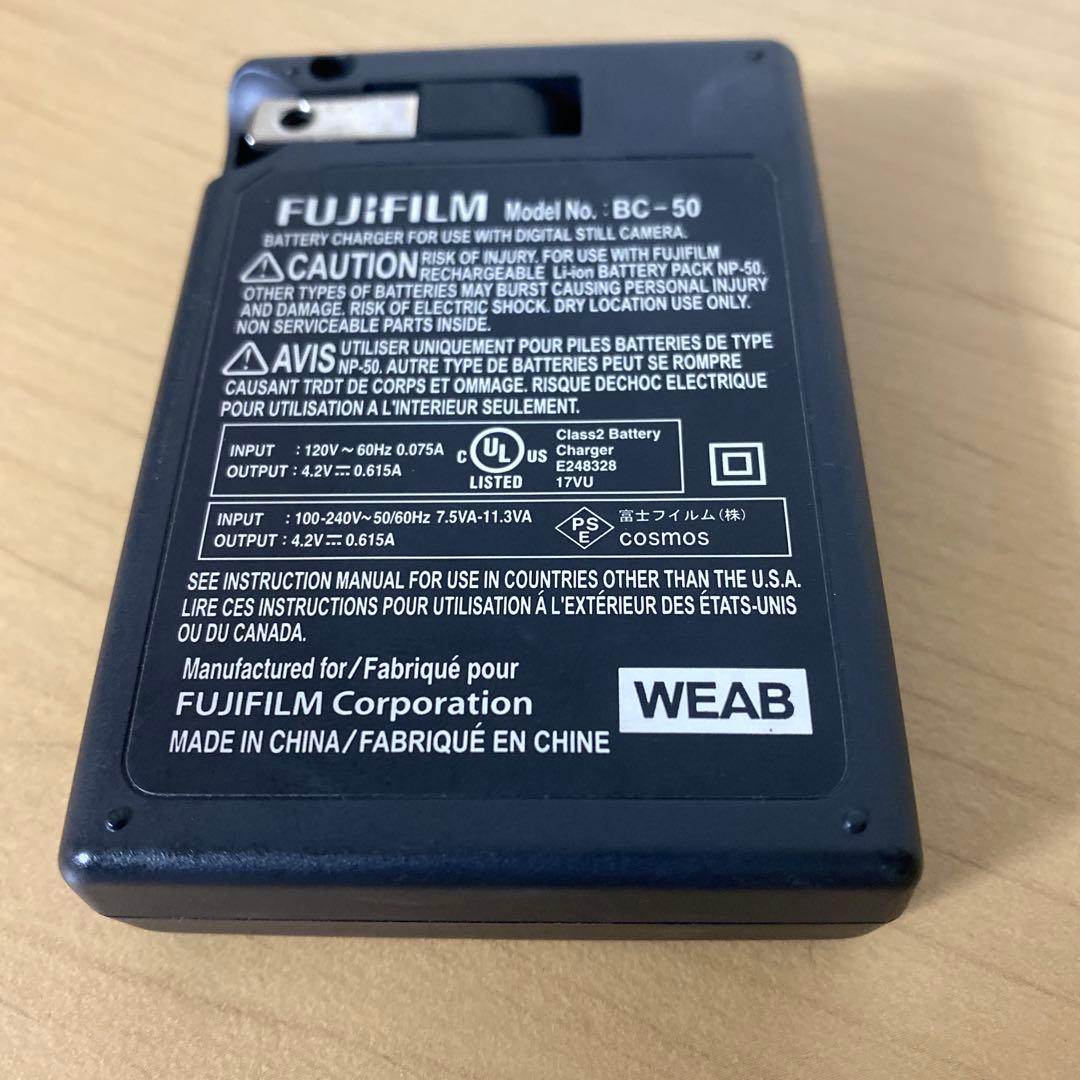 FUJIFILM Model No. : BC-50
BATTERY CHARGER FOR USE WITH DIGITAL STILL CAMERA.
CAUTION RISK OF INJURY. FOR USE WITH FUJIFILM
RECHARGEABLE Li-ion BATTERY PACK NP-50.
OTHER TYPES OF BATTERIES MAY BURST CAUSING PERSONAL INJURY
AND DAMAGE. RISK OF ELECTRIC SHOCK. DRY LOCATION USE ONLY.
NON SERVICEABLE PARTS INSIDE.
AVIS UTILISER UNIQUEMENT POUR PILES BATTERIES DE TYPE
NP-50. AUTRE TYPE DE BATTERIES PEUT SE ROMPRE
CAUSANT TRDT DE CORPS ET OMMAGE. RISQUE DECHOC ELECTRIQUE
POUR UTILISATION A L'INTERIEUR SEULEMENT.
INPUT : 120V~60Hz 0.075A
OUTPUT : 4.2V⎓0.615A
C UL US
LISTED
Class2 Battery
Charger
E248328
17VU
INPUT : 100-240V~50/60Hz 7.5VA-11.3VA
OUTPUT : 4.2V⎓0.615A
PS
E
富士フイルム(株)
cosmos
SEE INSTRUCTION MANUAL FOR USE IN COUNTRIES OTHER THAN THE U.S.A.
LIRE CES INSTRUCTIONS POUR UTILISATION Á L'EXTÉRIEUR DES ÉTATS-UNIS
OU DU CANADA.
Manufactured for/Fabriqué pour
FUJIFILM Corporation
MADE IN CHINA/FABRIQUÉ EN CHINE
WEAB